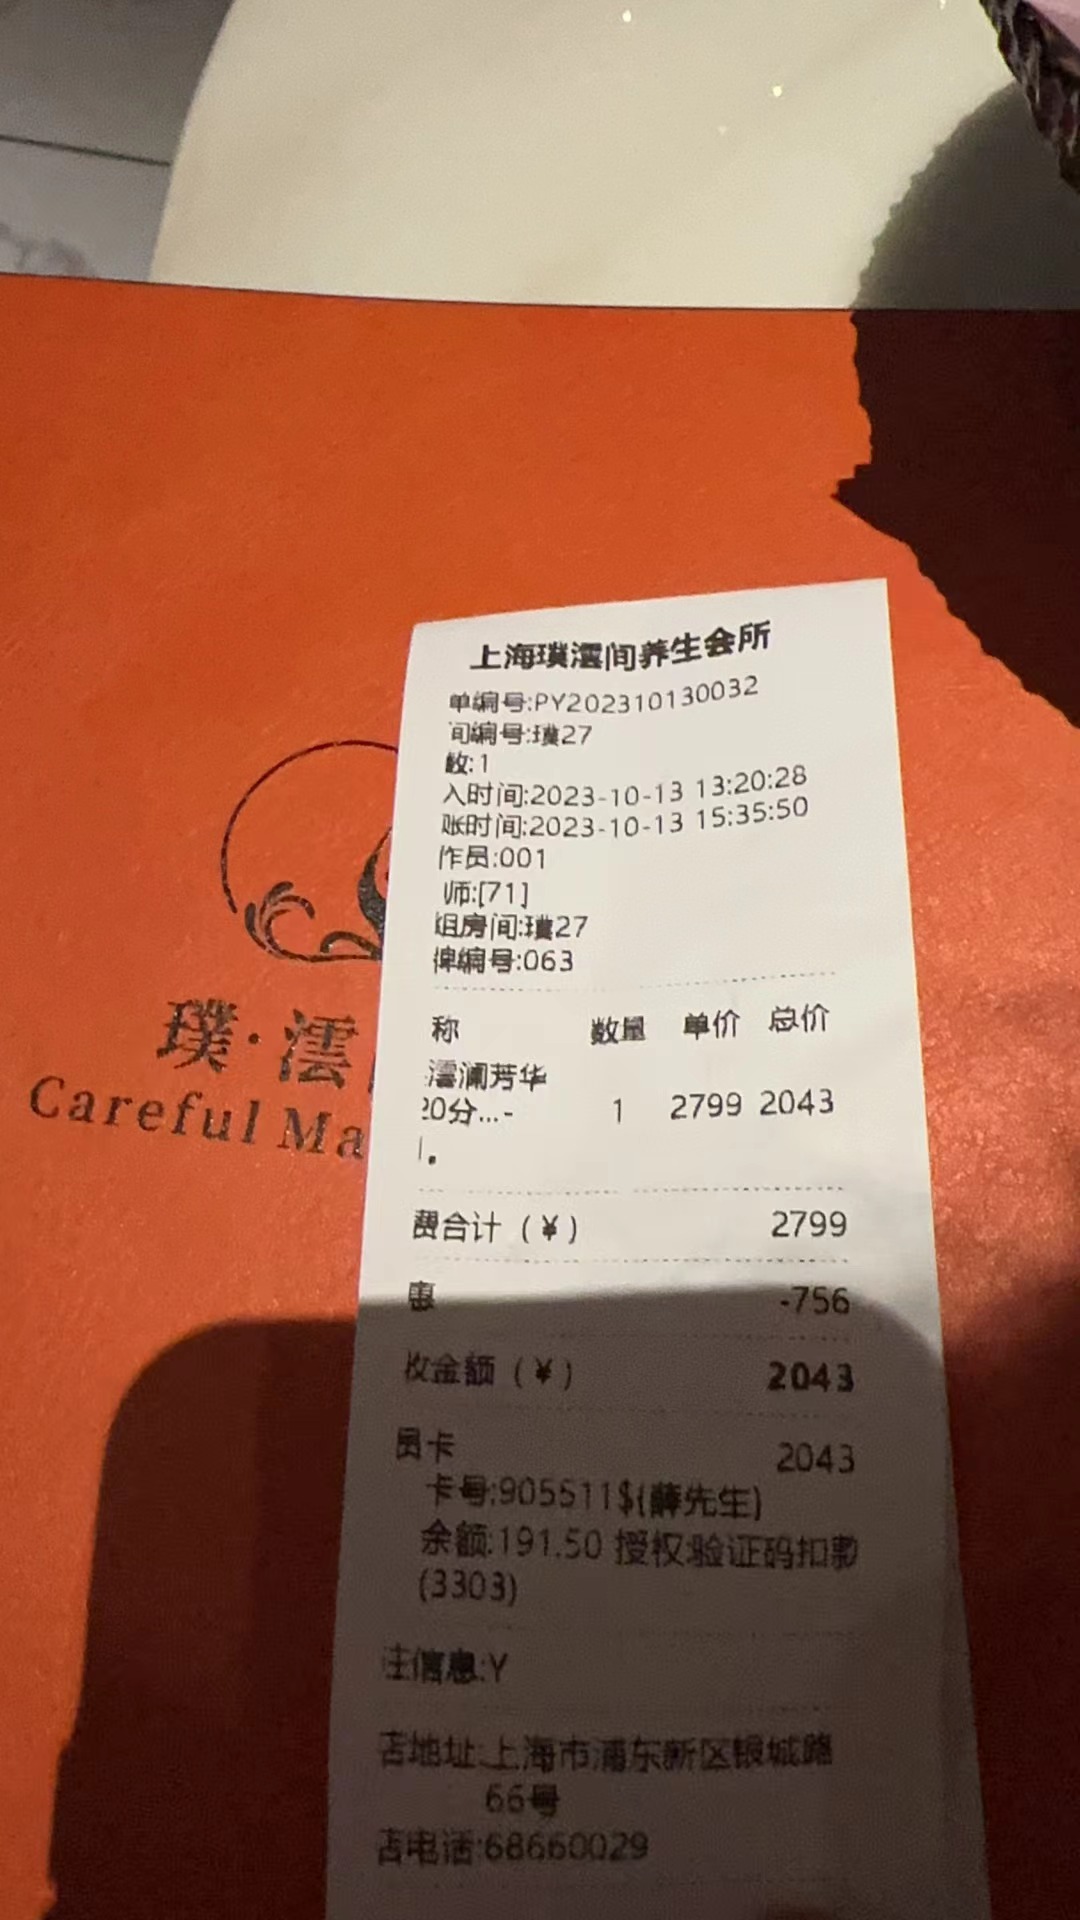 上海璞澐间养生会所
单编号:PY202310130032
间编号:璞27
数:1
入时间:2023-10-13 13:20:28
账时间:2023-10-13 15:35:50
作员:001
师:[71]
组房间:璞27
牌编号:063
称 数量 单价 总价
澐澜芳华
20分...- 1 2799 2043
费合计（¥） 2799
惠 -756
收金额（¥） 2043
员卡 2043
卡号:905511$(薛先生)
余额:191.50 授权:验证码扣款
(3303)
注信息:Y
店地址:上海市浦东新区银城路
66号
店电话:68660029
璞·澐
Careful Ma